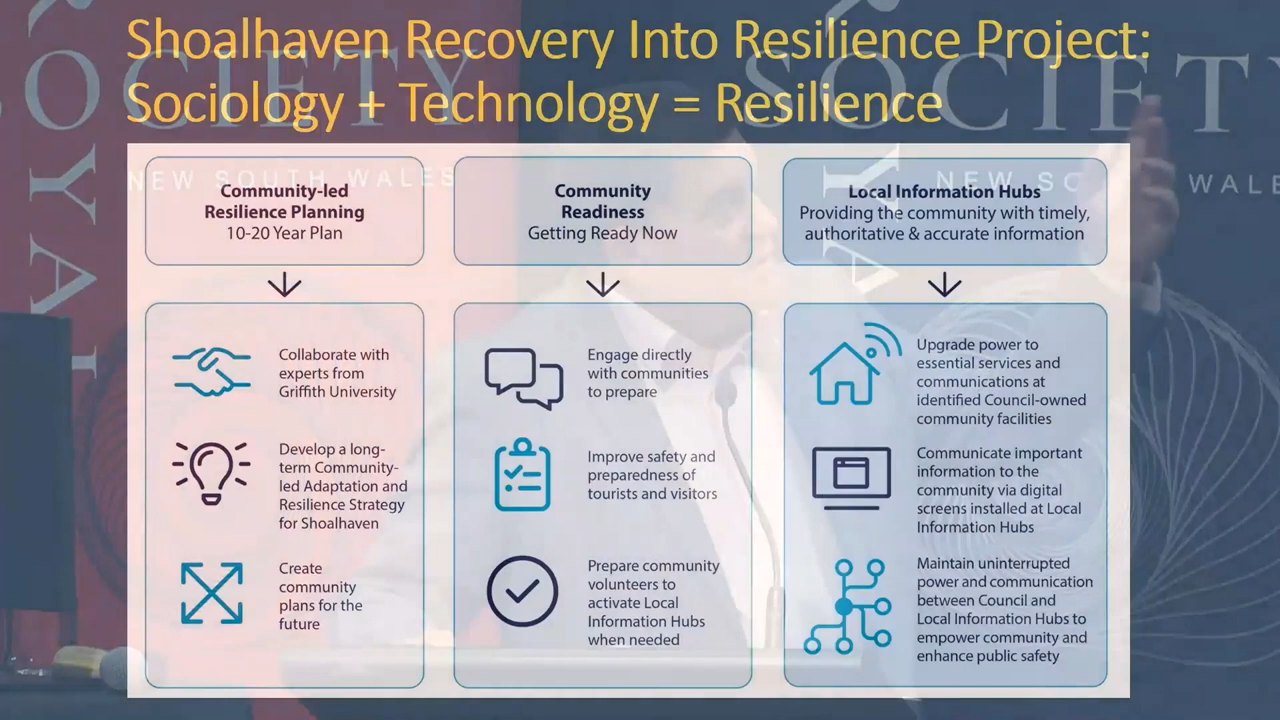 Shoalhaven Recovery Into Resilience Project:
Sociology + Technology = Resilience
SOCIETY
SOCIETY
NEW SOUTH WALES
WALE
Community-led
Resilience Planning
10-20 Year Plan
Collaborate with
experts from
Griffith University
Develop a long-
term Community-
led Adaptation and
Resilience Strategy
for Shoalhaven
Create
community
plans for the
future
Community
Readiness
Getting Ready Now
Engage directly
with communities
to prepare
Improve safety and
preparedness of
tourists and visitors
Prepare community
volunteers to
activate Local
Information Hubs
when needed
Local Information Hubs
Providing the community with timely,
authoritative & accurate information
Upgrade power to
essential services and
communications at
identified Council-owned
community facilities
Communicate important
information to the
community via digital
screens installed at Local
Information Hubs
Maintain uninterrupted
power and communication
between Council and
Local Information Hubs to
empower community and
enhance public safety